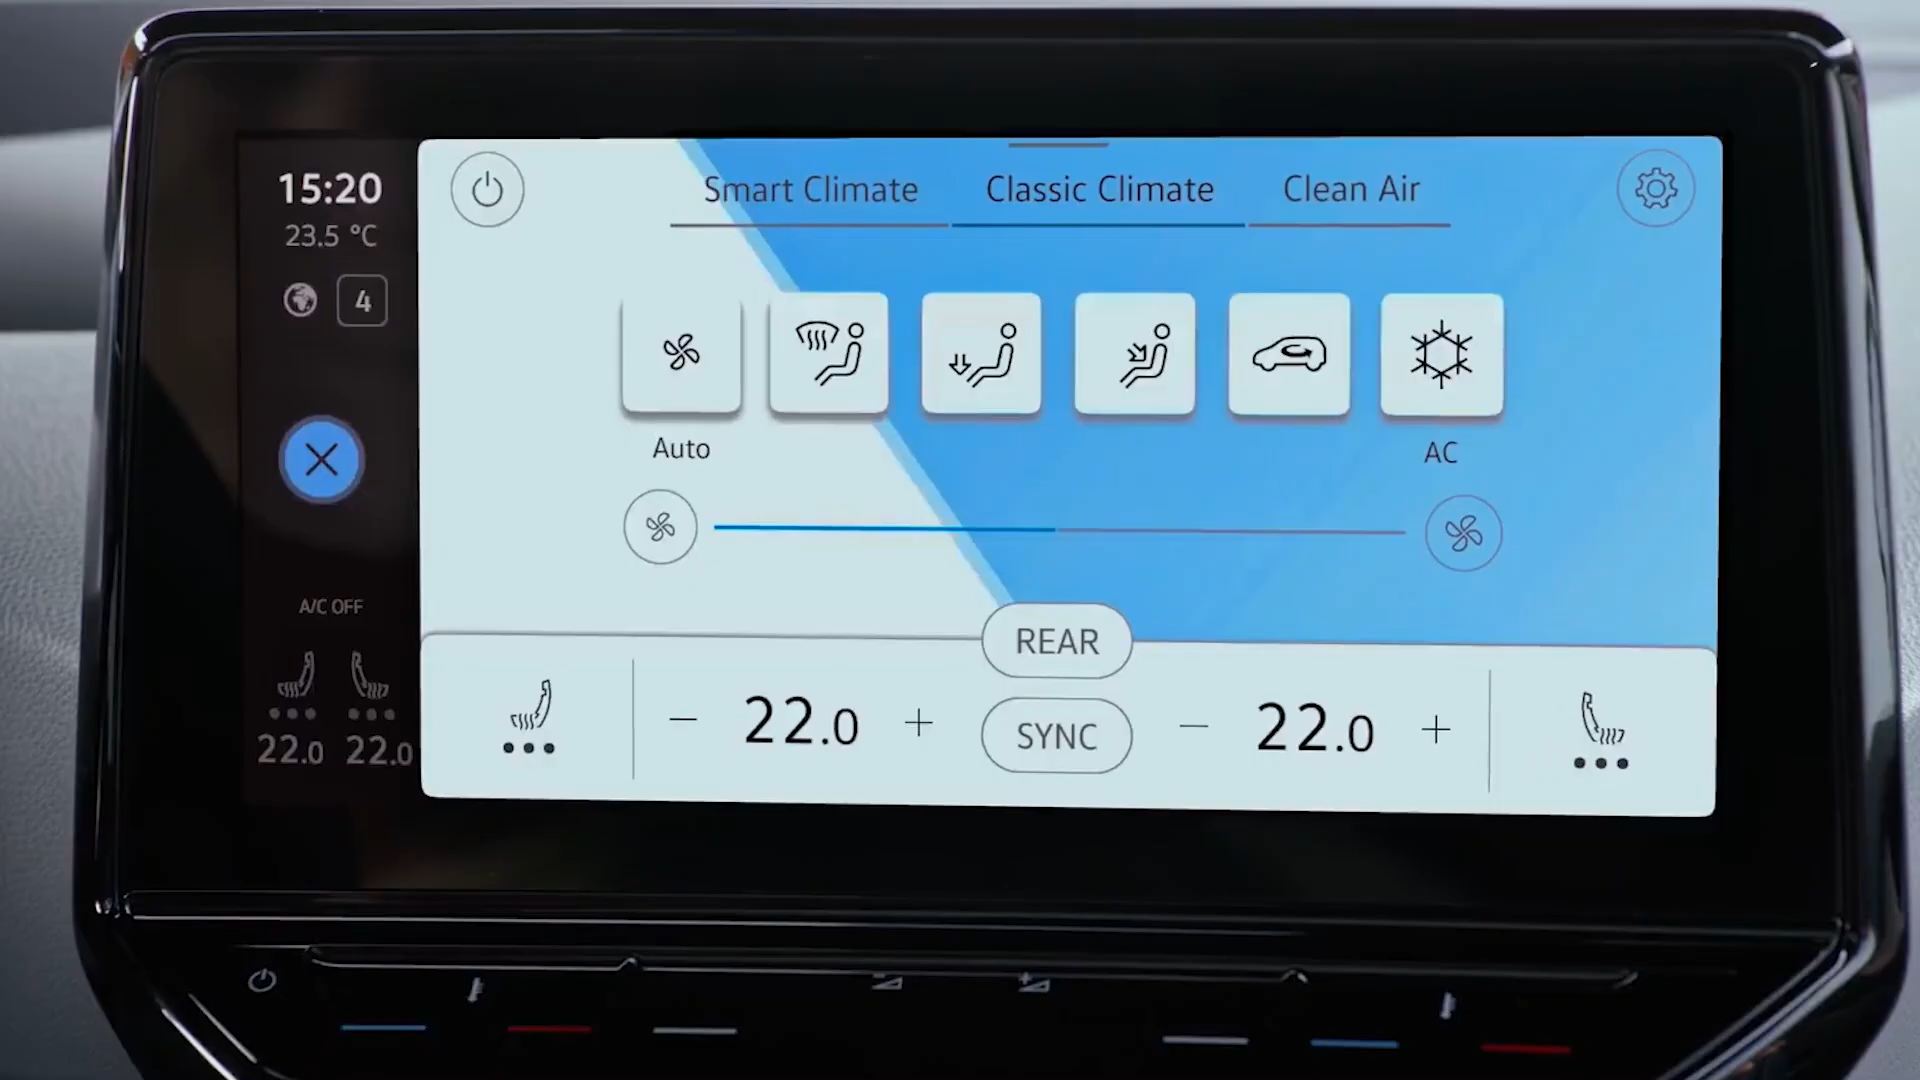 15:20
23.5 °C
4
A/C OFF
22.0 22.0
Smart Climate Classic Climate Clean Air
Auto
AC
REAR
22.0
SYNC
22.0